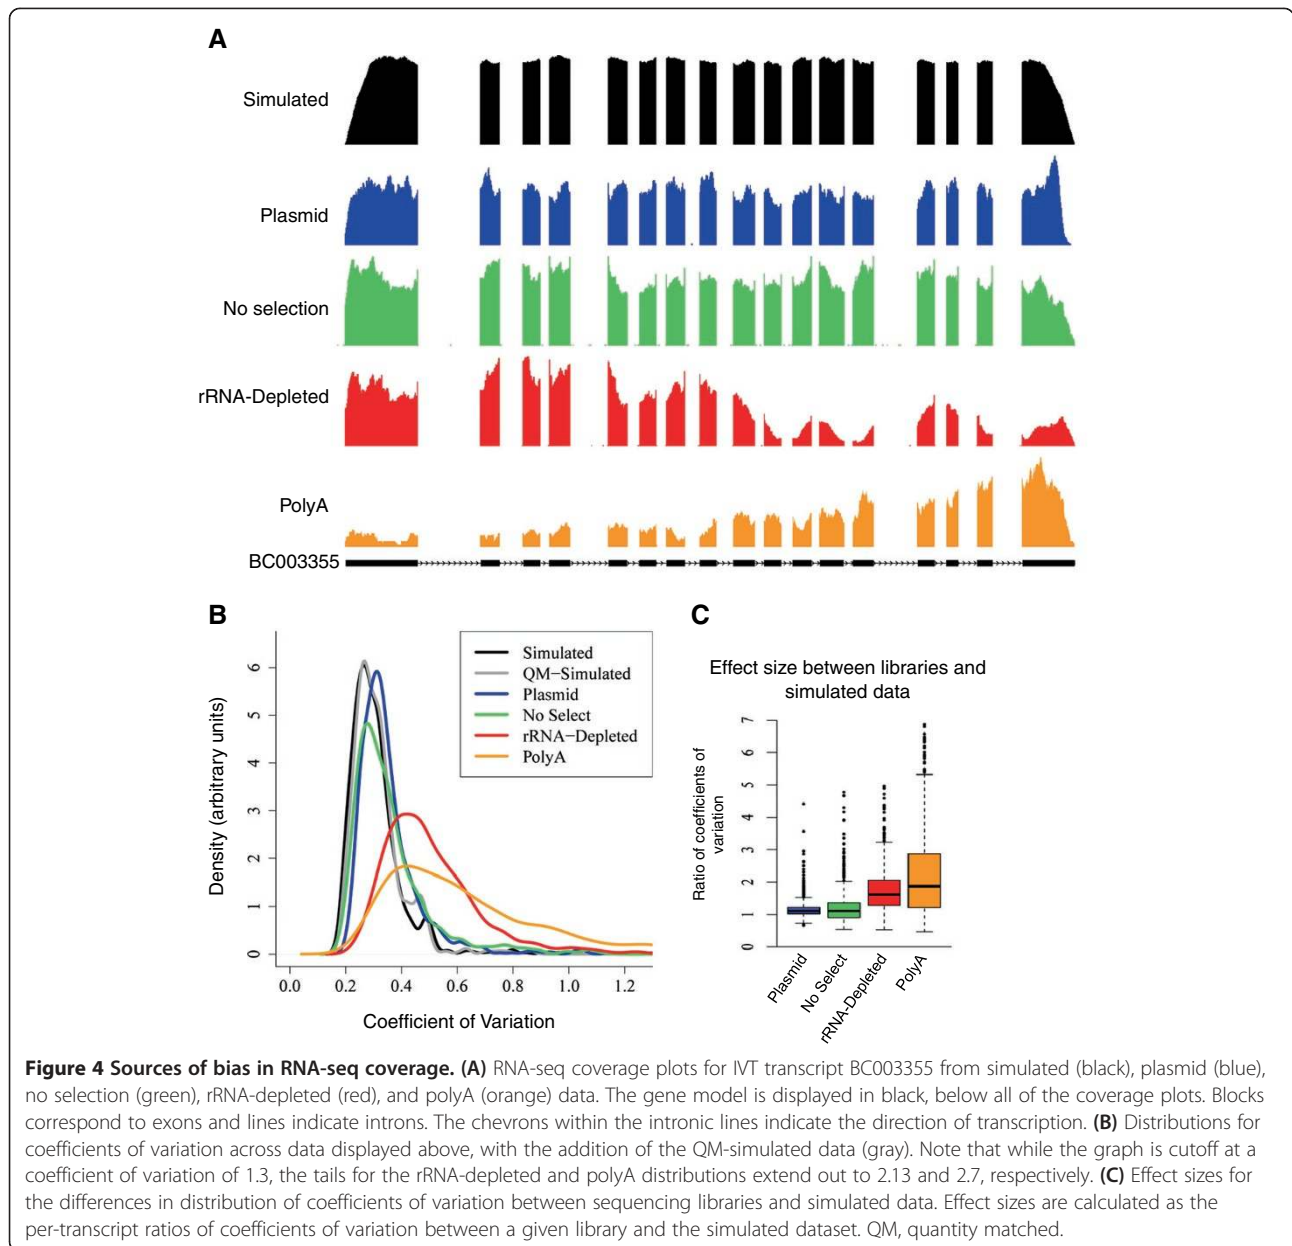 A
Simulated
Plasmid
No selection
rRNA-Depleted
PolyA
BC003355
B
Density (arbitrary units)
6
5
4
3
2
1
0
Simulated
QM-Simulated
Plasmid
No Select
rRNA-Depleted
PolyA
0.0 0.2 0.4 0.6 0.8 1.0 1.2
Coefficient of Variation
C
Effect size between libraries and
simulated data
Ratio of coefficients of
variation
7
6
5
4
3
2
1
0
Plasmid
No Select
rRNA-Depleted
PolyA
Figure 4 Sources of bias in RNA-seq coverage. (A) RNA-seq coverage plots for IVT transcript BC003355 from simulated (black), plasmid (blue),
no selection (green), rRNA-depleted (red), and polyA (orange) data. The gene model is displayed in black, below all of the coverage plots. Blocks
correspond to exons and lines indicate introns. The chevrons within the intronic lines indicate the direction of transcription. (B) Distributions for
coefficients of variation across data displayed above, with the addition of the QM-simulated data (gray). Note that while the graph is cutoff at a
coefficient of variation of 1.3, the tails for the rRNA-depleted and polyA distributions extend out to 2.13 and 2.7, respectively. (C) Effect sizes for
the differences in distribution of coefficients of variation between sequencing libraries and simulated data. Effect sizes are calculated as the
per-transcript ratios of coefficients of variation between a given library and the simulated dataset. QM, quantity matched.